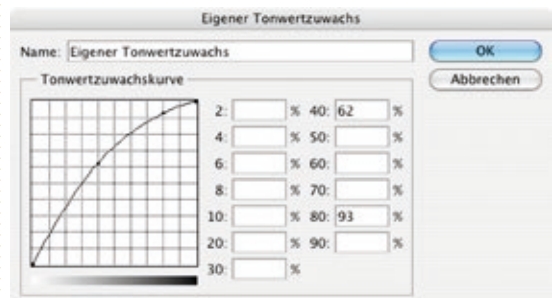 Eigener Tonwertzuwachs
Name: Eigener Tonwertzuwachs
OK
Abbrechen
Tonwertzuwachskurve
2: % 40: 62 %
4: % 50: %
6: % 60: %
8: % 70: %
10: % 80: 93 %
20: % 90: %
30: %